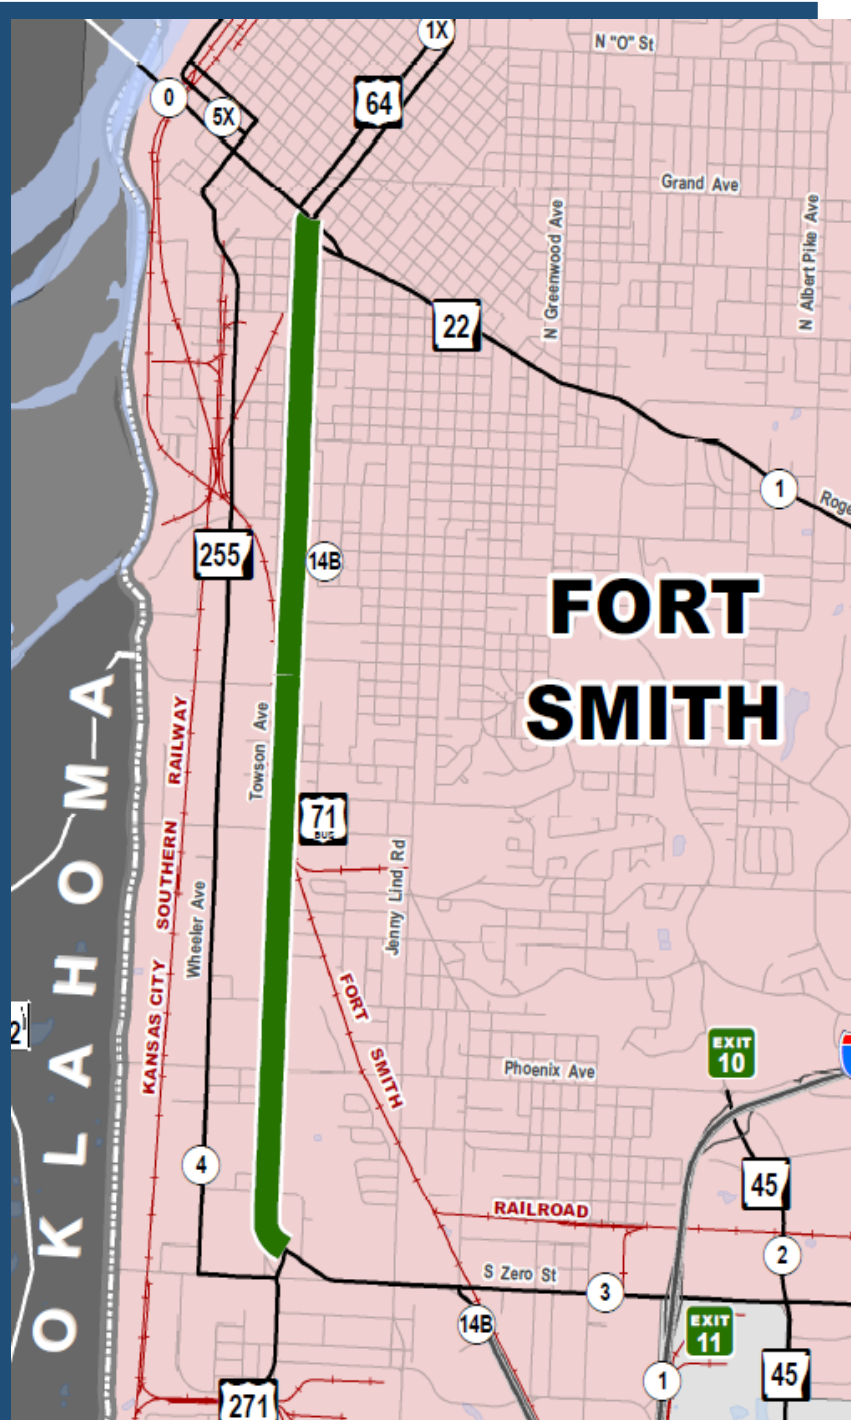 1X
N "O" St
64
0
5X
Grand Ave
N Greenwood Ave
N Albert Pike Ave
22
1
255
14B
FORT
SMITH
OKLAHOMA
Towson Ave
KANSAS CITY SOUTHERN RAILWAY
71
BUS
Jenny Lind Rd
Wheeler Ave
2
FORT SMITH
EXIT
10
Phoenix Ave
4
45
RAILROAD
2
S Zero St
3
14B
EXIT
11
1
45
271